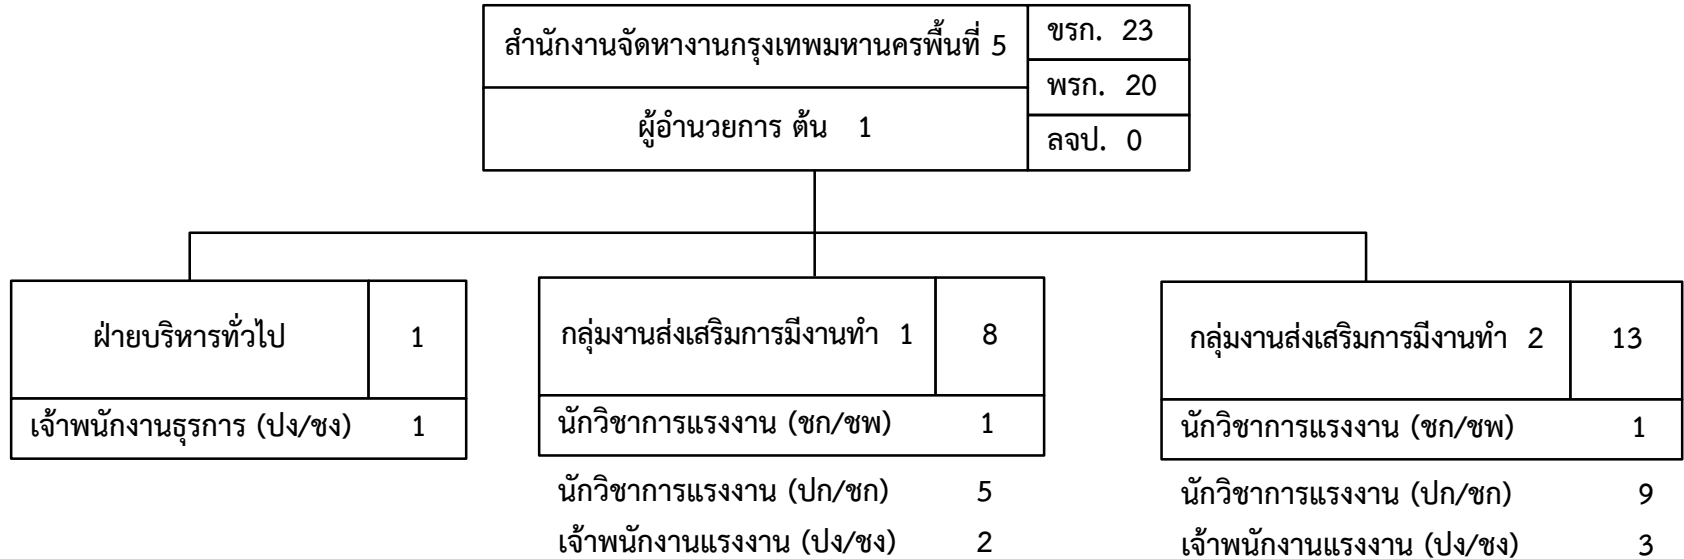 สำนักงานจัดหางานกรุงเทพมหานครพื้นที่ 5
ขรก. 23
พรก. 20
ผู้อำนวยการ ต้น 1
ลจป. 0
ฝ่ายบริหารทั่วไป 1
เจ้าพนักงานธุรการ (ปง/ชง) 1
กลุ่มงานส่งเสริมการมีงานทำ 1 8
นักวิชาการแรงงาน (ชก/ชพ) 1
นักวิชาการแรงงาน (ปก/ชก) 5
เจ้าพนักงานแรงงาน (ปง/ชง) 2
กลุ่มงานส่งเสริมการมีงานทำ 2 13
นักวิชาการแรงงาน (ชก/ชพ) 1
นักวิชาการแรงงาน (ปก/ชก) 9
เจ้าพนักงานแรงงาน (ปง/ชง) 3